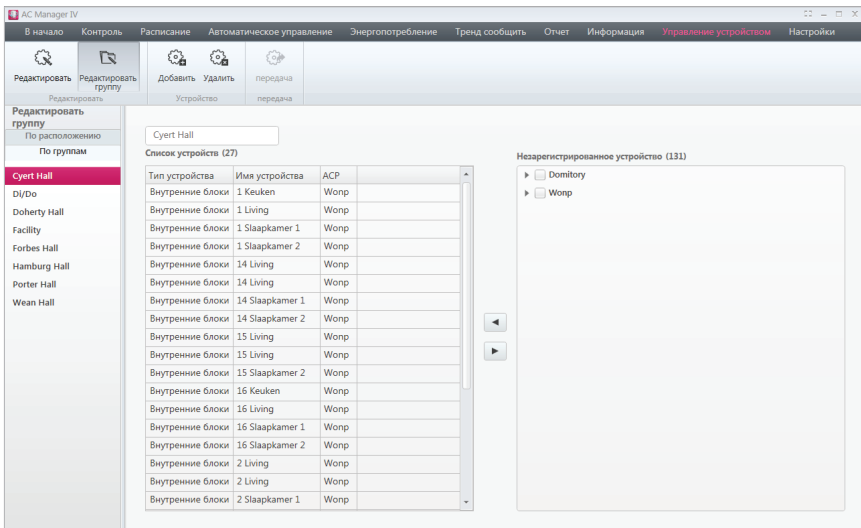 AC Manager IV
В начало Контроль Расписание Автоматическое управление Энергопотребление Тренд сообщить Отчет Информация Управление устройством Настройки
Редактировать Редактировать группу Добавить Удалить передача
Редактировать Устройство передача
Редактировать
группу
По расположению
По группам
Cyert Hall
Di/Do
Doherty Hall
Facility
Forbes Hall
Hamburg Hall
Porter Hall
Wean Hall
Cyert Hall
Список устройств (27)
Тип устройства Имя устройства ACP
Внутренние блоки 1 Keuken Wonp
Внутренние блоки 1 Living Wonp
Внутренние блоки 1 Slaapkamer 1 Wonp
Внутренние блоки 1 Slaapkamer 2 Wonp
Внутренние блоки 14 Living Wonp
Внутренние блоки 14 Living Wonp
Внутренние блоки 14 Slaapkamer 1 Wonp
Внутренние блоки 14 Slaapkamer 2 Wonp
Внутренние блоки 15 Living Wonp
Внутренние блоки 15 Living Wonp
Внутренние блоки 15 Slaapkamer 2 Wonp
Внутренние блоки 16 Keuken Wonp
Внутренние блоки 16 Living Wonp
Внутренние блоки 16 Slaapkamer 1 Wonp
Внутренние блоки 16 Slaapkamer 2 Wonp
Внутренние блоки 2 Living Wonp
Внутренние блоки 2 Living Wonp
Внутренние блоки 2 Slaapkamer 1 Wonp
Незарегистрированное устройство (131)
Domitory
Wonp